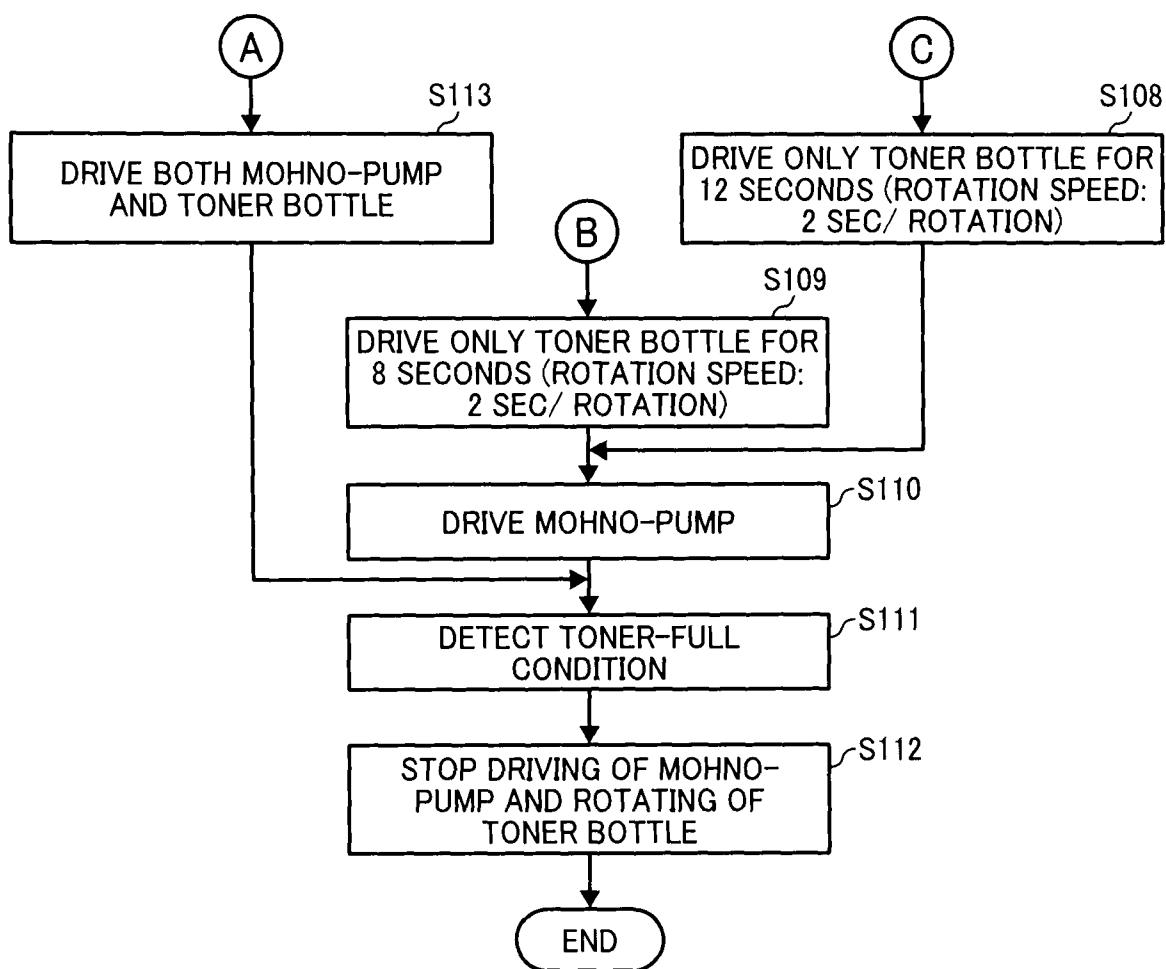 A
C
S113
S108
DRIVE BOTH MOHNO-PUMP
AND TONER BOTTLE
DRIVE ONLY TONER BOTTLE FOR
12 SECONDS (ROTATION SPEED:
2 SEC/ ROTATION)
B
S109
DRIVE ONLY TONER BOTTLE FOR
8 SECONDS (ROTATION SPEED:
2 SEC/ ROTATION)
S110
DRIVE MOHNO-PUMP
S111
DETECT TONER-FULL
CONDITION
S112
STOP DRIVING OF MOHNO-
PUMP AND ROTATING OF
TONER BOTTLE
END